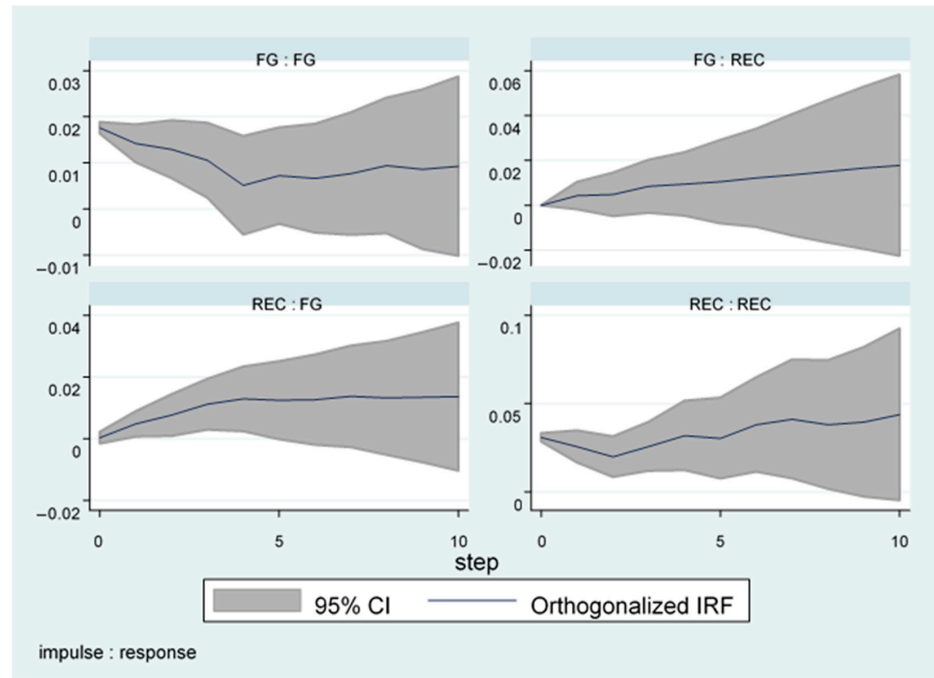 FG : FG
0.03
0.02
0.01
0
–0.01
FG : REC
0.06
0.04
0.02
0
–0.02
REC : FG
0.04
0.02
0
–0.02
0 5 10
REC : REC
0.1
0.05
0
0 5 10
step
95% CI Orthogonalized IRF
impulse : response